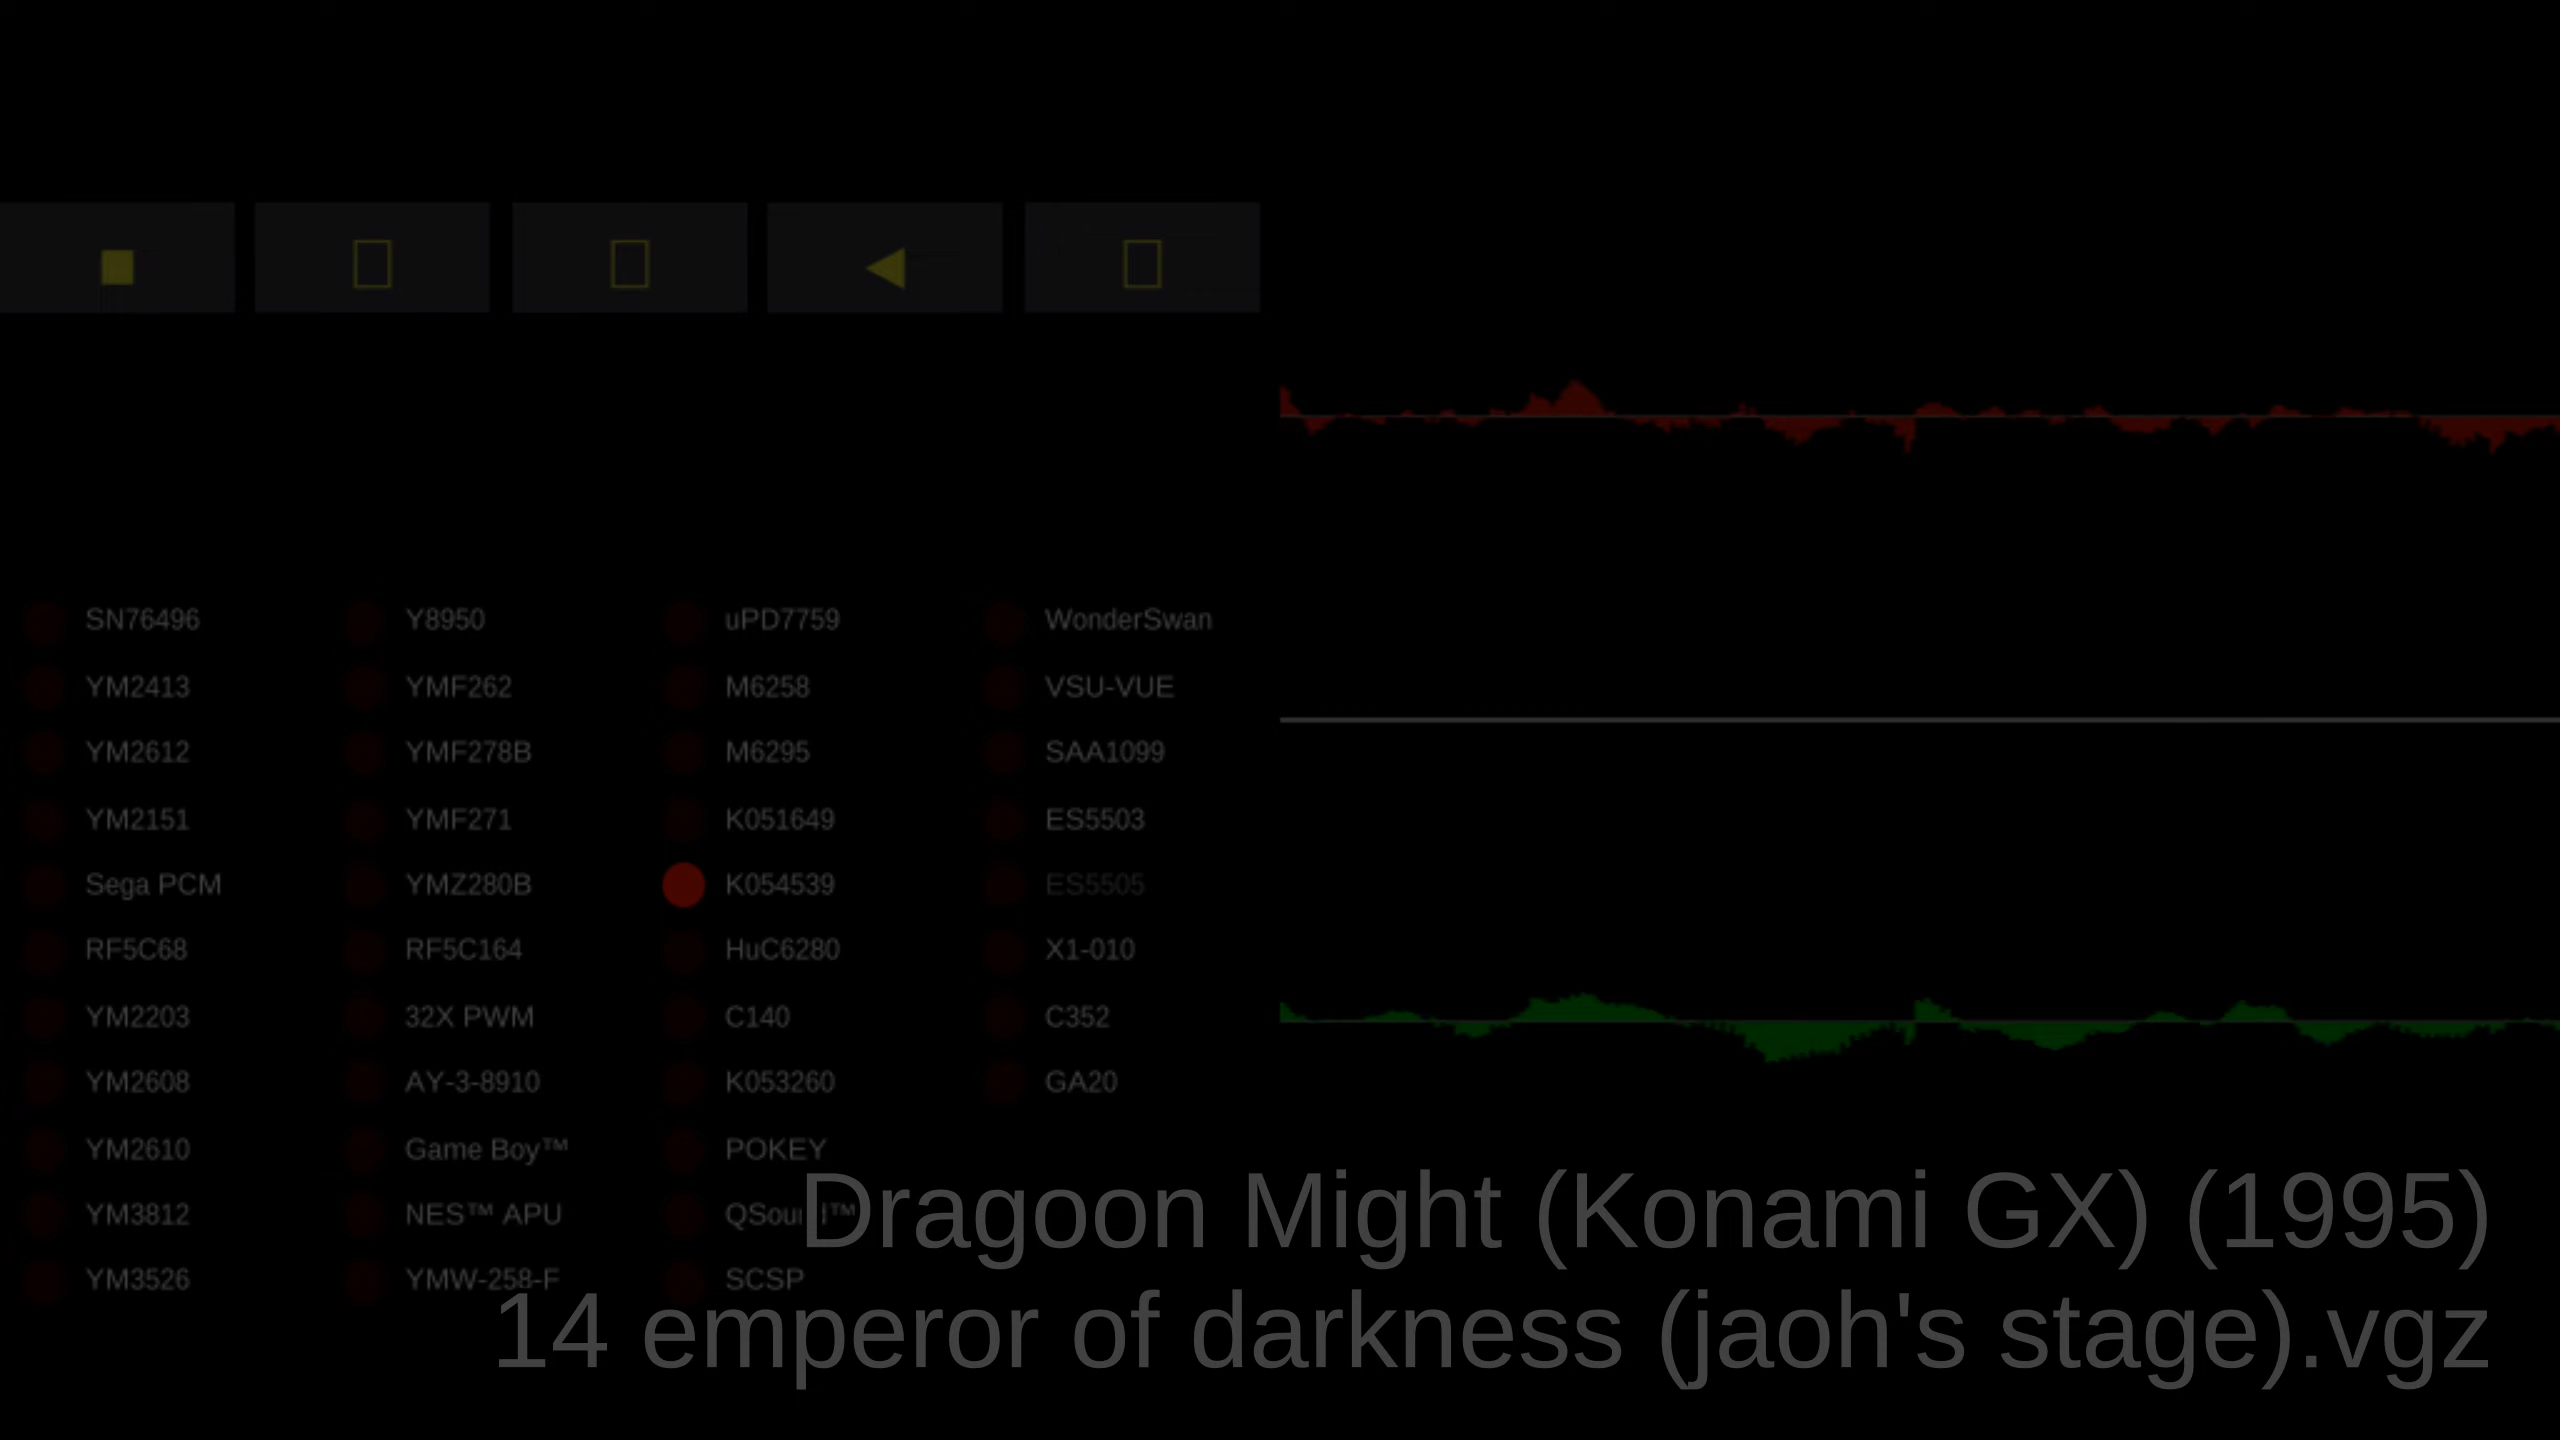 SN76496
YM2413
YM2612
YM2151
Sega PCM
RF5C68
YM2203
YM2608
YM2610
YM3812
YM3526
Y8950
YMF262
YMF278B
YMF271
YMZ280B
RF5C164
32X PWM
AY-3-8910
Game Boy™
NES™ APU
YMW-258-F
uPD7759
M6258
M6295
K051649
K054539
HuC6280
C140
K053260
POKEY
QSound™
SCSP
WonderSwan
VSU-VUE
SAA1099
ES5503
ES5505
X1-010
C352
GA20
Dragoon Might (Konami GX) (1995)
14 emperor of darkness (jaoh's stage).vgz